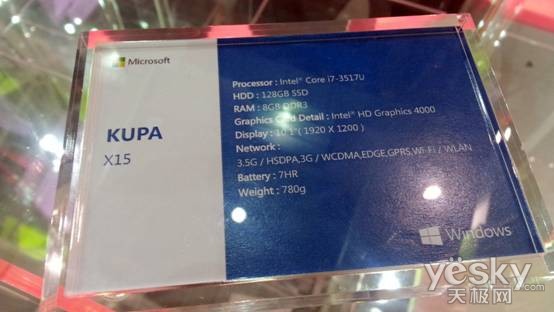 Microsoft
KUPA
X15
Processor : Intel® Core i7-3517U
HDD : 128GB SSD
RAM : 8GB DDR3
Graphics Card Detail : Intel® HD Graphics 4000
Display : 10.1" ( 1920 X 1200 )
Network :
3.5G / HSDPA,3G / WCDMA,EDGE,GPRS,Wi-Fi / WLAN
Battery : 7HR
Weight : 780g
Windows
yesky
天极网.com